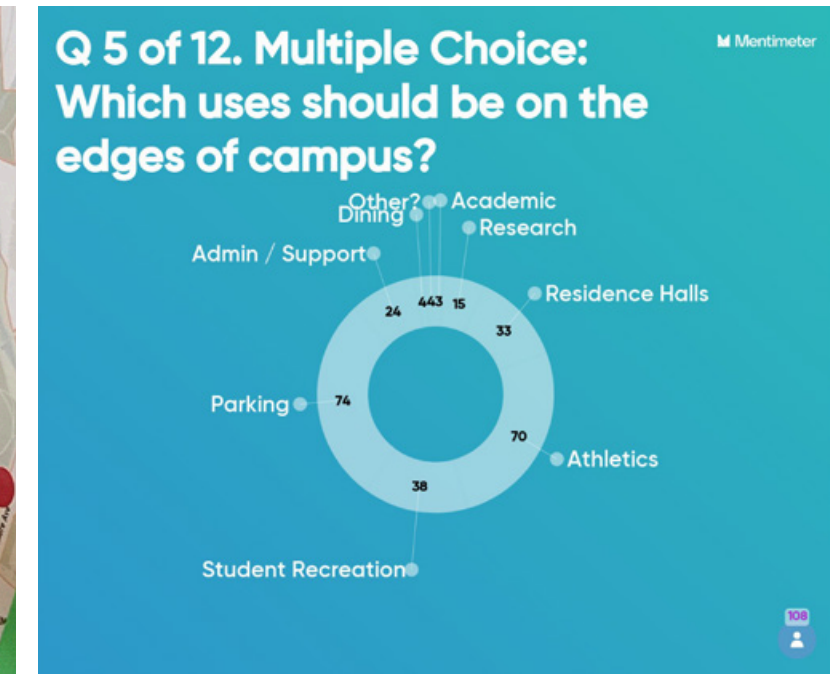 Q 5 of 12. Multiple Choice:
Which uses should be on the
edges of campus?
Mentimeter
Other?
Academic
Dining
Research
Admin / Support
Residence Halls
24
4
4
3
15
33
Parking
74
70
Athletics
38
Student Recreation
108